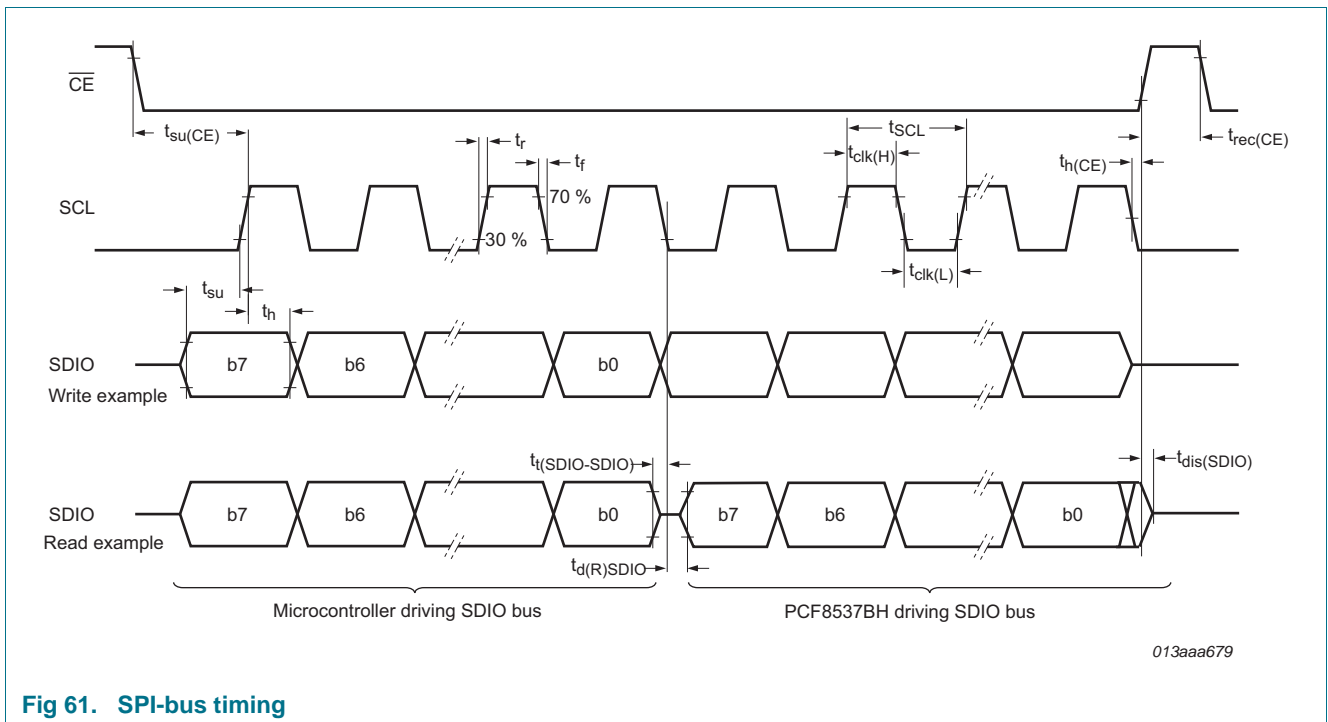 CE
tsu(CE)
tr
tf
tSCL
tclk(H)
trec(CE)
th(CE)
SCL
70 %
30 %
tclk(L)
tsu
th
SDIO
Write example
b7
b6
b0
tt(SDIO-SDIO)
tdis(SDIO)
SDIO
Read example
b7
b6
b0
b7
b6
b0
td(R)SDIO
Microcontroller driving SDIO bus
PCF8537BH driving SDIO bus
013aaa679
Fig 61. SPI-bus timing